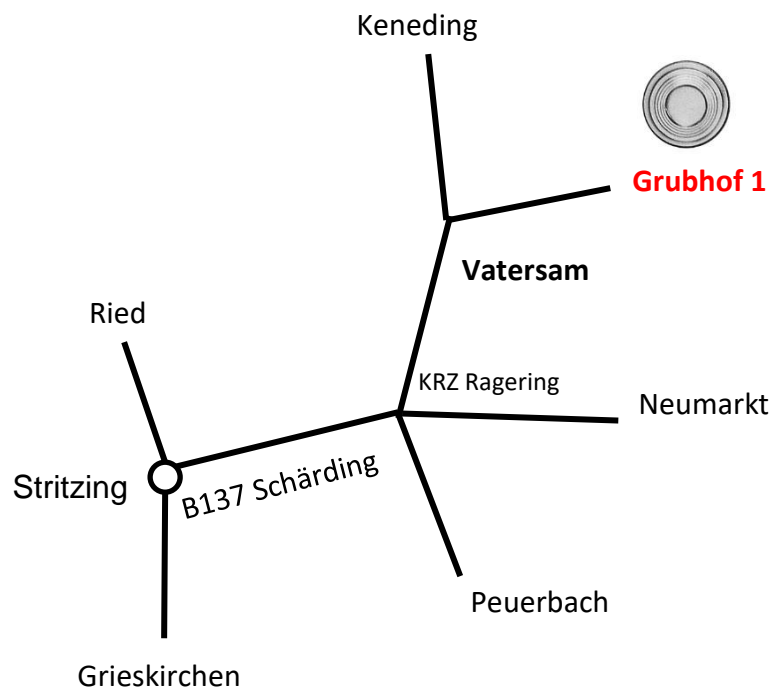 Keneding
Grubhof 1
Vatersam
Ried
KRZ Ragering
Neumarkt
Stritzing
B137 Schärding
Peuerbach
Grieskirchen